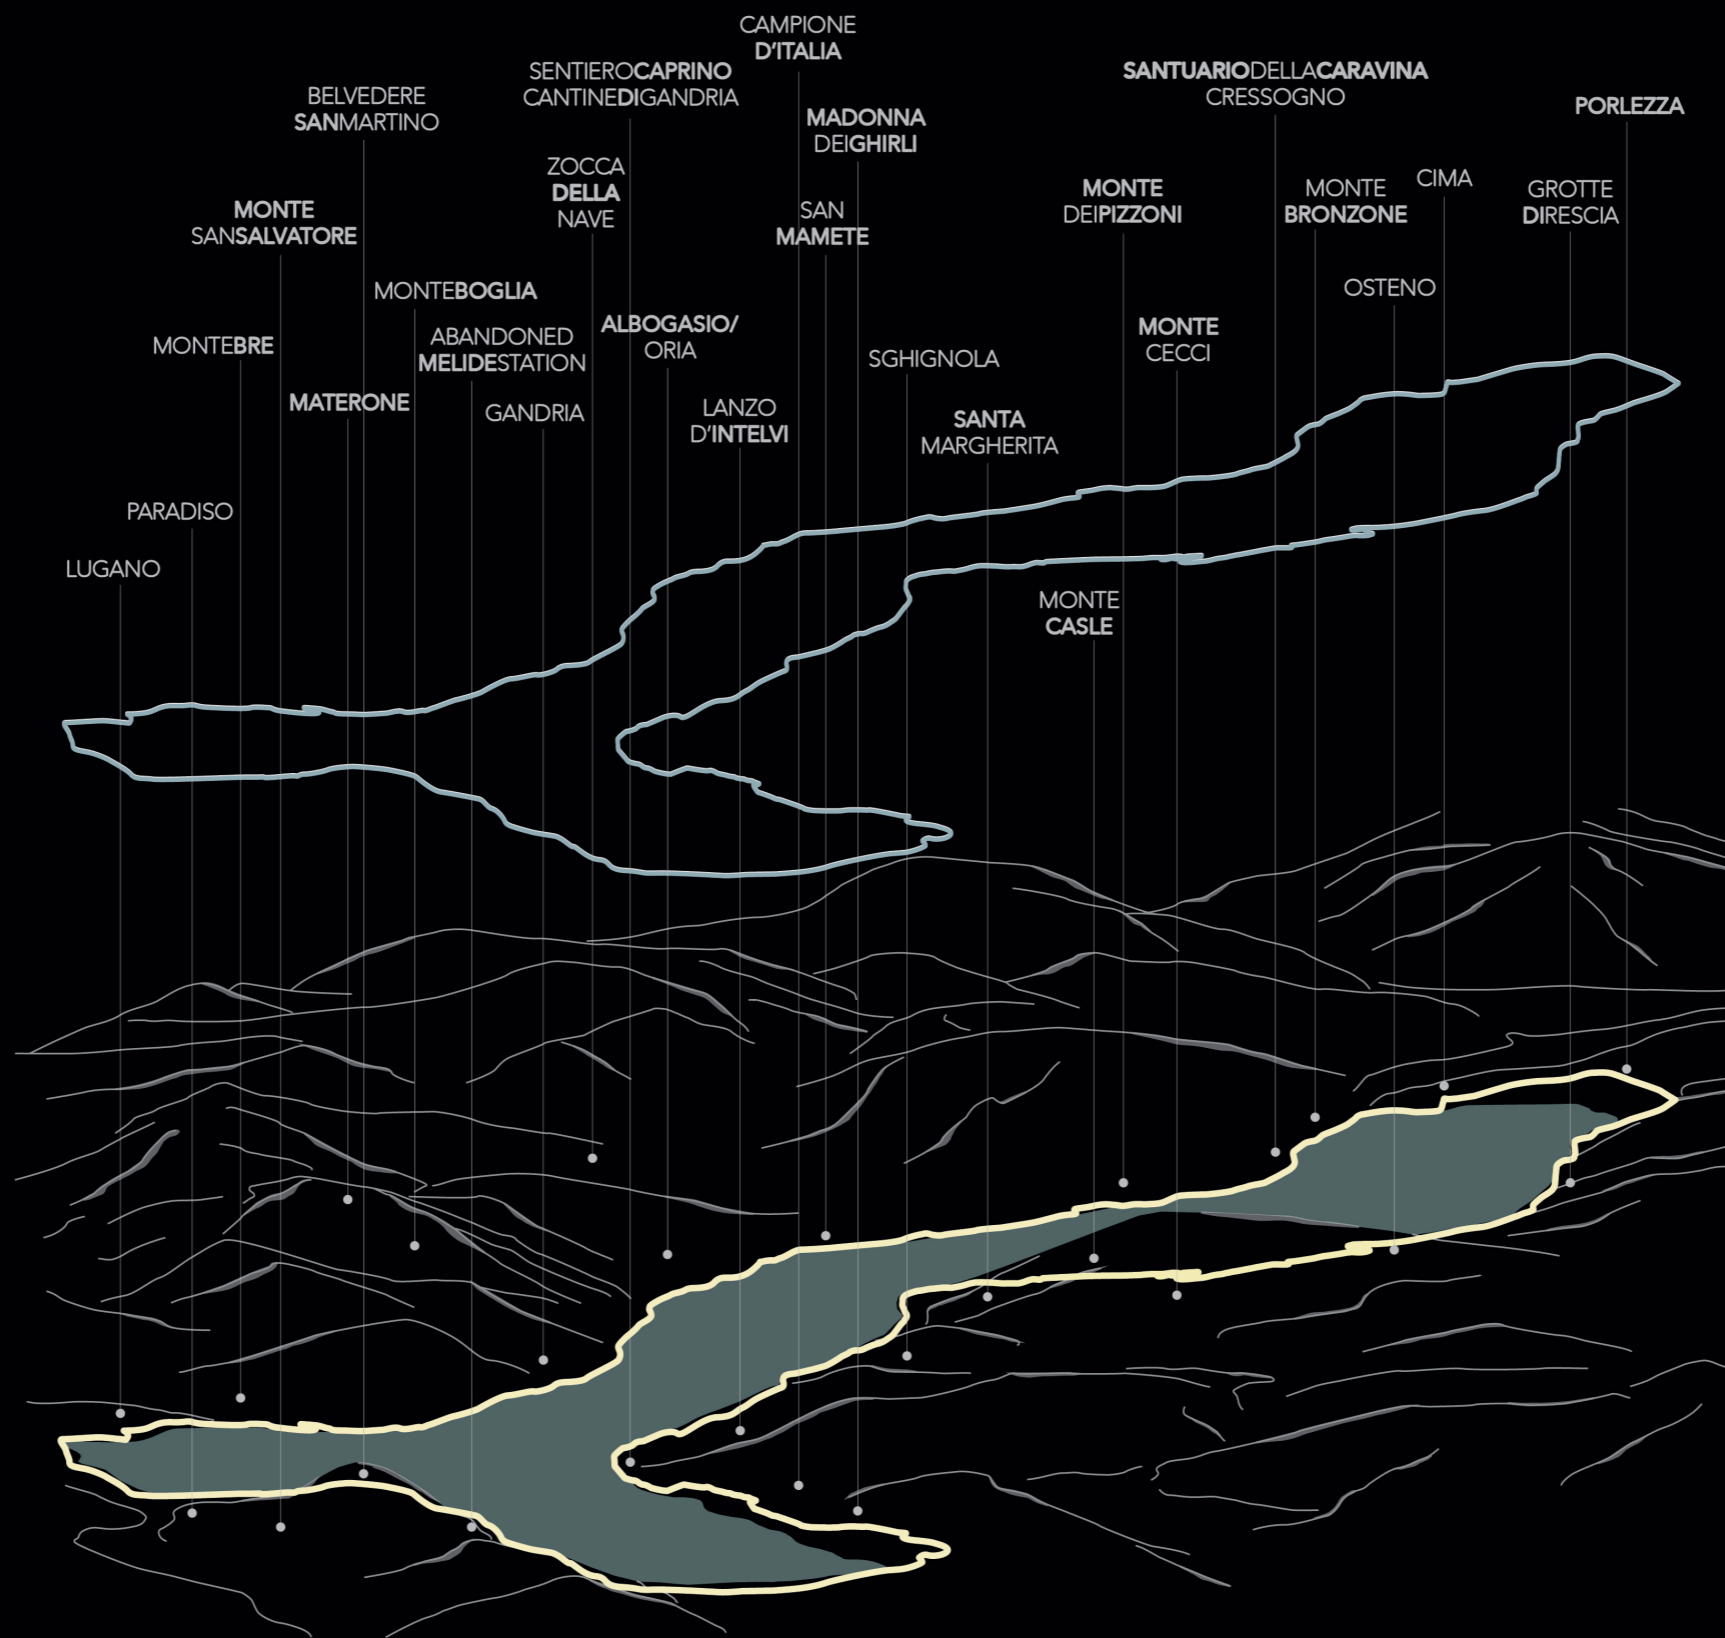 CAMPIONE
D'ITALIA
SENTIEROCAPRINO
CANTINEDIGANDRIA
SANTUARIODELLACARAVINA
CRESSOGNO
BELVEDERE
SANMARTINO
MADONNA
DEIGHIRLI
PORLEZZA
ZOCCA
DELLA
NAVE
MONTE
DEIPIZZONI
MONTE
BRONZONE
CIMA
GROTTE
DIRESCIA
MONTE
SANSALVATORE
SAN
MAMETE
MONTEBOGLIA
OSTENO
ABANDONED
MELIDESTATION
ALBOGASIO/
ORIA
MONTE
CECCI
MONTEBRE
SGHIGNOLA
MATERONE
GANDRIA
LANZO
D'INTELVI
SANTA
MARGHERITA
PARADISO
LUGANO
MONTE
CASLE